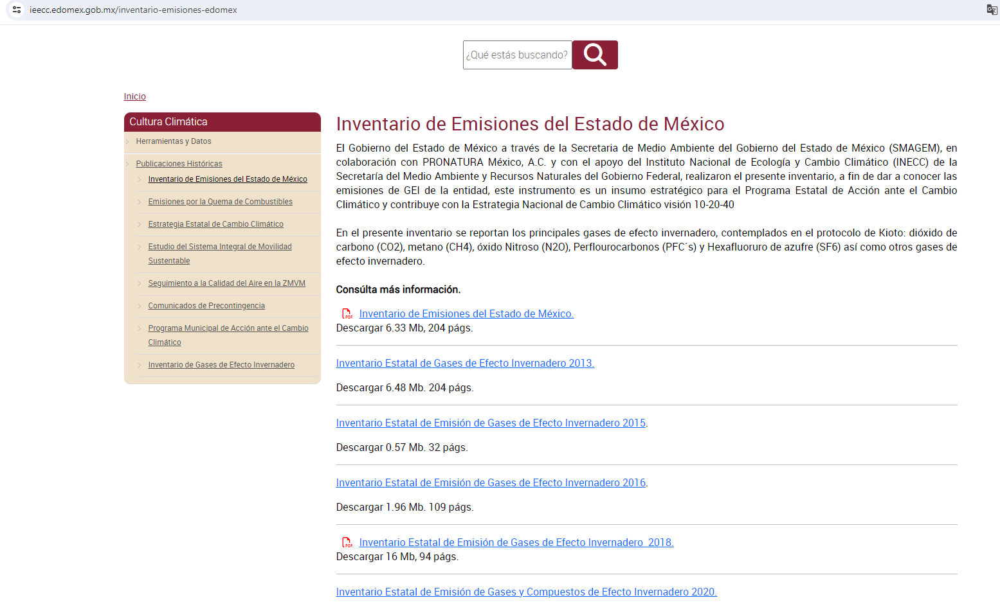 ieecc.edomex.gob.mx/inventario-emisiones-edomex
¿Qué estás buscando?
Inicio
Cultura Climática
Herramientas y Datos
Publicaciones Históricas
Inventario de Emisiones del Estado de México
Emisiones por la Quema de Combustibles
Estrategia Estatal de Cambio Climático
Estudio del Sistema Integral de Movilidad
Sustentable
Seguimiento a la Calidad del Aire en la ZMVM
Comunicados de Precontingencia
Programa Municipal de Acción ante el Cambio
Climático
Inventario de Gases de Efecto Invernadero
Inventario de Emisiones del Estado de México
El Gobierno del Estado de México a través de la Secretaria de Medio Ambiente del Gobierno del Estado de México (SMAGEM), en
colaboración con PRONATURA México, A.C. y con el apoyo del Instituto Nacional de Ecología y Cambio Climático (INECC) de la
Secretaría del Medio Ambiente y Recursos Naturales del Gobierno Federal, realizaron el presente inventario, a fin de dar a conocer las
emisiones de GEI de la entidad, este instrumento es un insumo estratégico para el Programa Estatal de Acción ante el Cambio
Climático y contribuye con la Estrategia Nacional de Cambio Climático visión 10-20-40
En el presente inventario se reportan los principales gases de efecto invernadero, contemplados en el protocolo de Kioto: dióxido de
carbono (CO2), metano (CH4), óxido Nitroso (N2O), Perflourocarbonos (PFC´s) y Hexafluoruro de azufre (SF6) así como otros gases de
efecto invernadero.
Consúlta más información.
PDF Inventario de Emisiones del Estado de México.
Descargar 6.33 Mb, 204 págs.
Inventario Estatal de Gases de Efecto Invernadero 2013.
Descargar 6.48 Mb. 204 págs.
Inventario Estatal de Emisión de Gases de Efecto Invernadero 2015.
Descargar 0.57 Mb. 32 págs.
Inventario Estatal de Emisión de Gases de Efecto Invernadero 2016.
Descargar 1.96 Mb. 109 págs.
PDF Inventario Estatal de Emisión de Gases de Efecto Invernadero  2018.
Descargar 16 Mb, 94 págs.
Inventario Estatal de Emisión de Gases y Compuestos de Efecto Invernadero 2020.